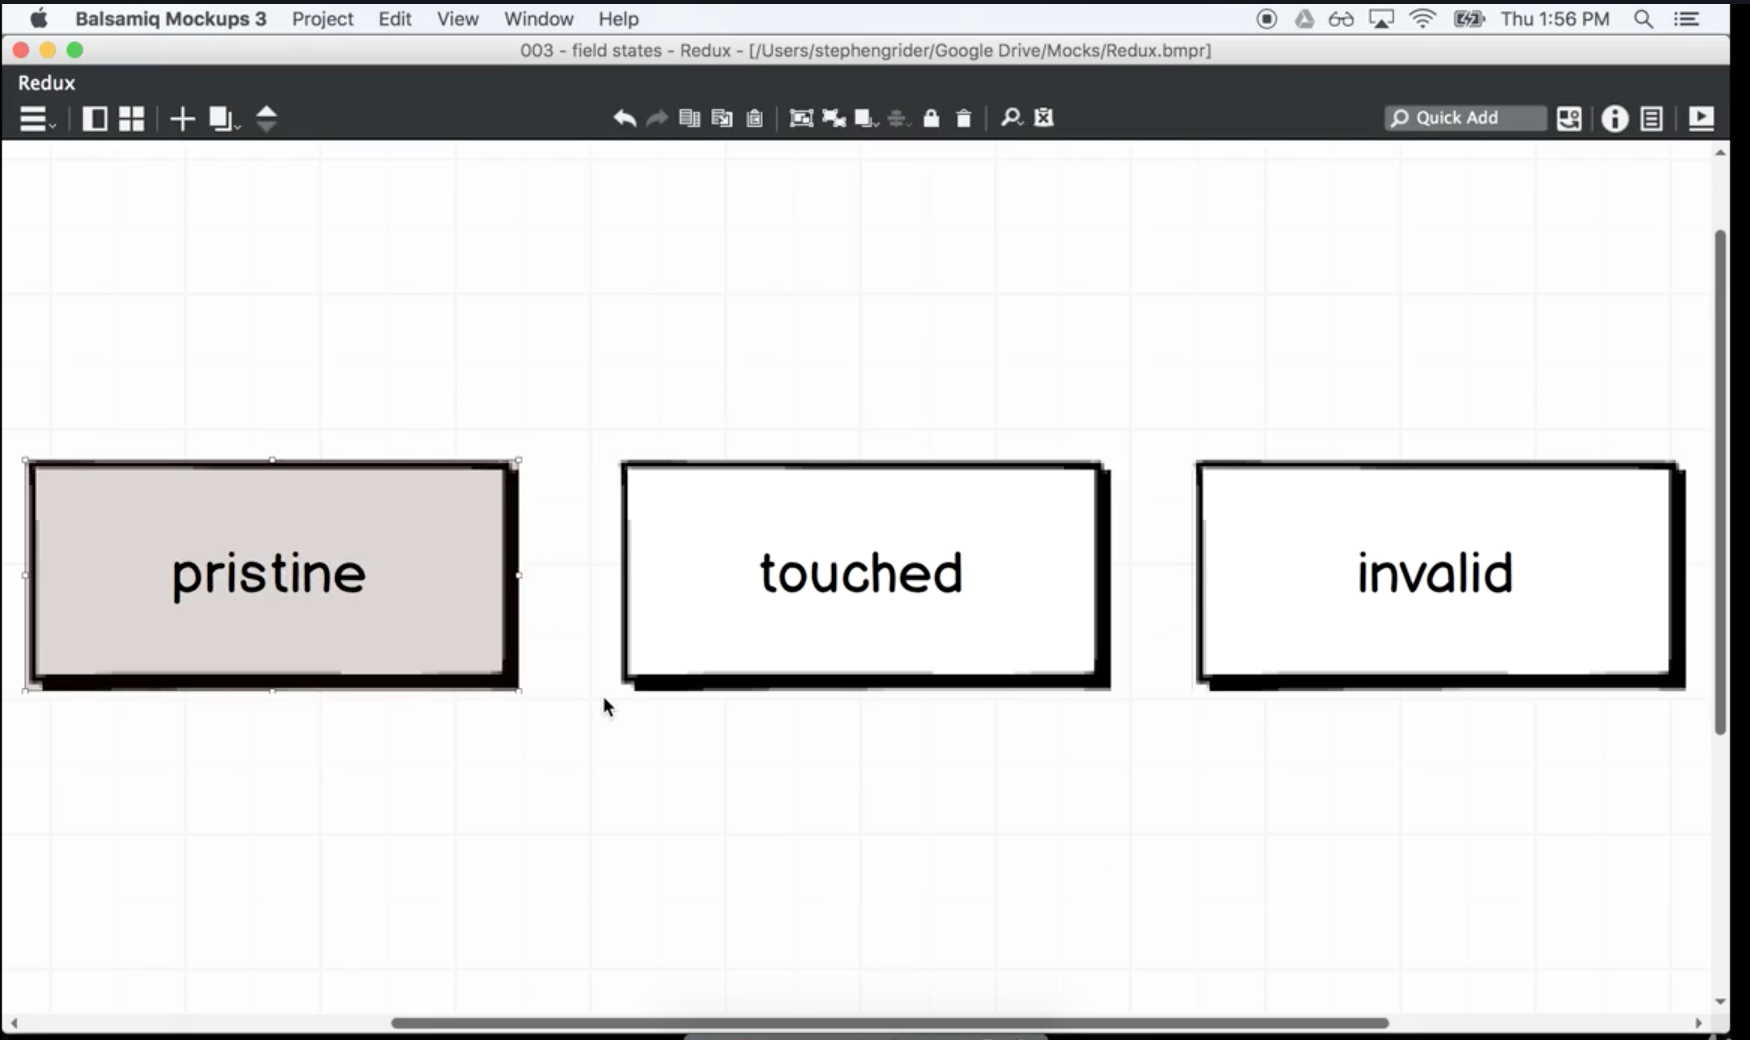 Balsamiq Mockups 3 Project Edit View Window Help Thu 1:56 PM
003 - field states - Redux - [/Users/stephengrider/Google Drive/Mocks/Redux.bmpr]
Redux
Quick Add
pristine touched invalid